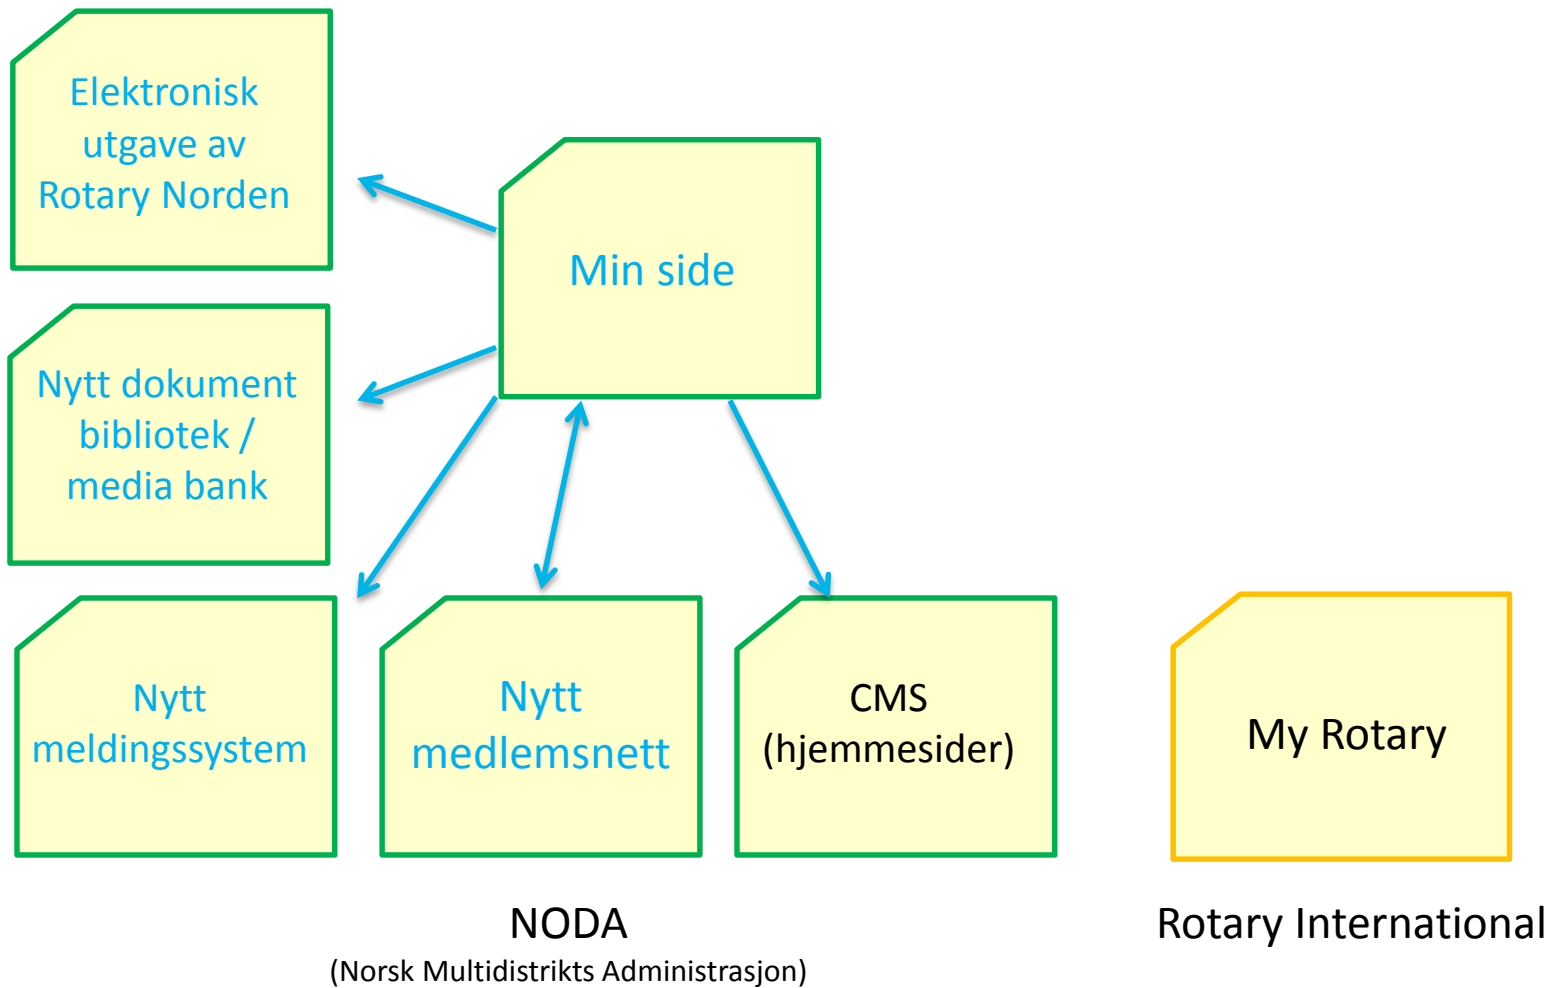 Elektronisk
utgave av
Rotary Norden
Min side
Nytt dokument
bibliotek /
media bank
Nytt
meldingssystem
Nytt
medlemsnett
CMS
(hjemmesider)
My Rotary
NODA
(Norsk Multidistrikts Administrasjon)
Rotary International